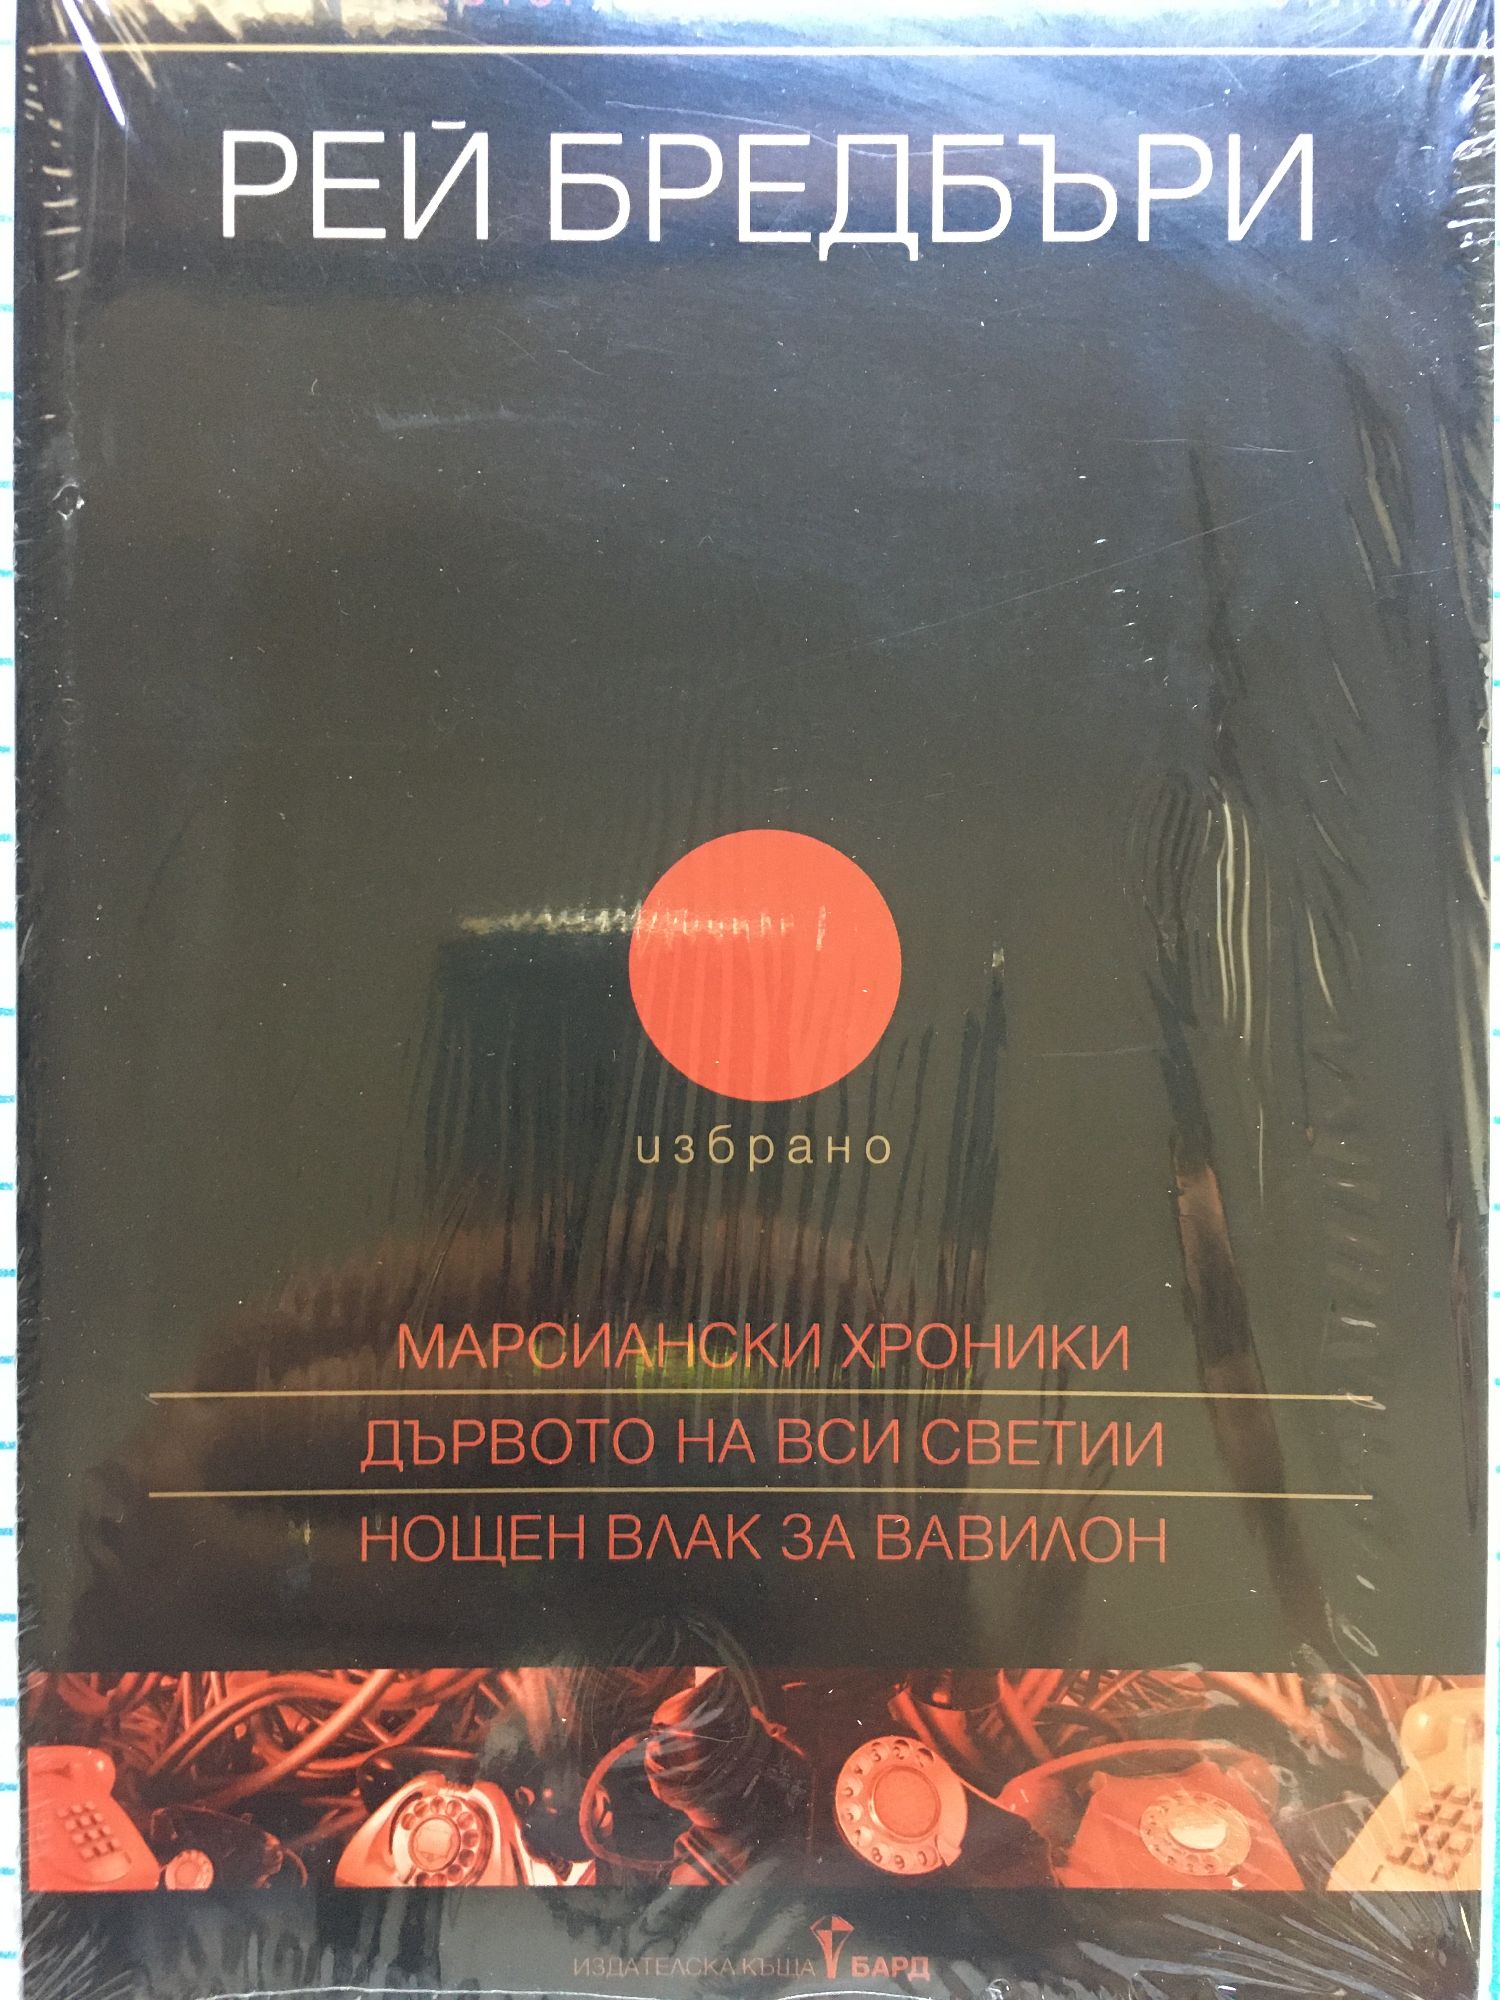 РЕЙ БРЕДБЪРИ
избрано
МАРСИАНСКИ ХРОНИКИ
ДЪРВОТО НА ВСИ СВЕТИИ
НОЩЕН ВЛАК ЗА ВАВИЛОН
ИЗДАТЕЛСКА КЪЩА БАРД